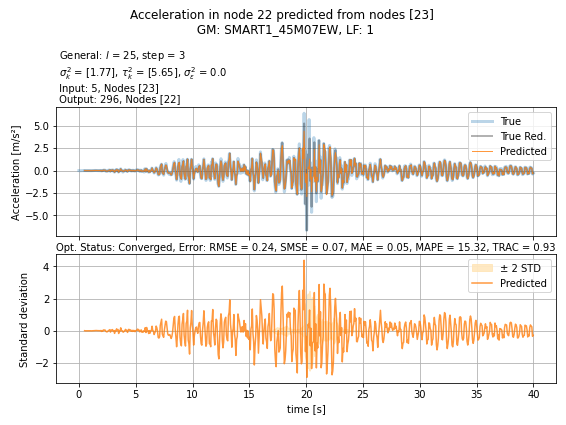 Acceleration in node 22 predicted from nodes [23]
GM: SMART1_45M07EW, LF: 1
General: l = 25, step = 3
σ²ₖ = [1.77], τ²ₖ = [5.65], σ²ε = 0.0
Input: 5, Nodes [23]
Output: 296, Nodes [22]
Acceleration [m/s²]
5.0
2.5
0.0
−2.5
−5.0
True
True Red.
Predicted
Opt. Status: Converged, Error: RMSE = 0.24, SMSE = 0.07, MAE = 0.05, MAPE = 15.32, TRAC = 0.93
Standard deviation
4
2
0
−2
± 2 STD
Predicted
0 5 10 15 20 25 30 35 40
time [s]